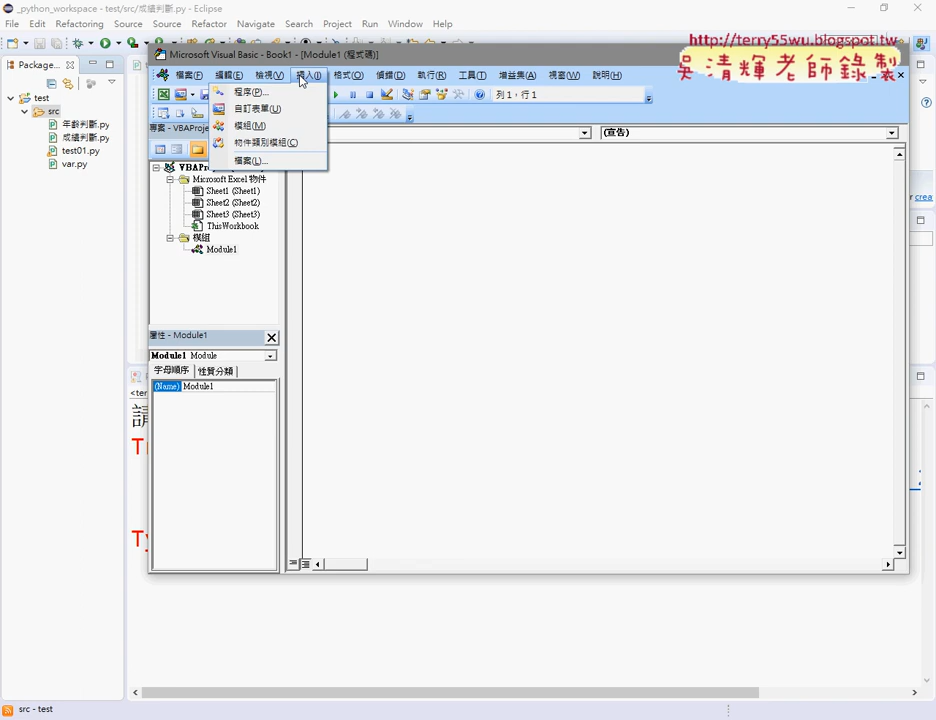 _python_workspace - test/src/成績判斷.py - Eclipse
File Edit Refactoring Source Source Refactor Navigate Search Project Run Window Help
http://terry55wu.blogspot.tw
吳清輝老師錄製
Package...
test
src
年齡判斷.py
成績判斷.py
test01.py
var.py
Microsoft Visual Basic - Book1 - [Module1 (程式碼)]
檔案(F) 編輯(E) 檢視(V) 插入(I) 格式(O) 偵錯(D) 執行(R) 工具(T) 增益集(A) 視窗(W) 說明(H)
程序(P)...
自訂表單(U)
模組(M)
物件類別模組(C)
檔案(L)...
列 1, 行 1
專案 - VBAProje
(宣告)
VBAPro
Microsoft Excel 物件
Sheet1 (Sheet1)
Sheet2 (Sheet2)
Sheet3 (Sheet3)
ThisWorkbook
模組
Module1
屬性 - Module1
Module1 Module
字母順序 性質分類
(Name) Module1
crea
<ter
src - test